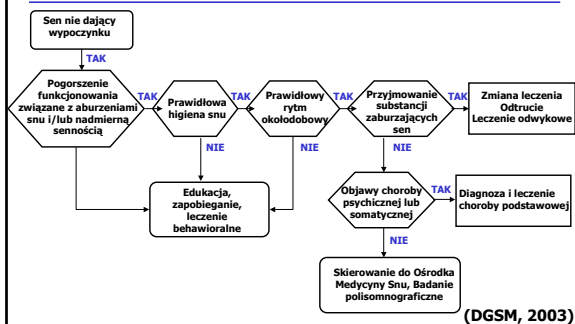 Sen nie dający
wypoczynku
TAK
Pogorszenie
funkcjonowania
związane z aburzeniami
snu i/lub nadmierną
sennością
TAK
Prawidłowa
higiena snu
TAK
Prawidłowy
rytm
okołodobowy
TAK
Przyjmowanie
substancji
zaburzających
sen
TAK
Zmiana leczenia
Odtrucie
Leczenie odwykowe
NIE
NIE
NIE
Edukacja,
zapobieganie,
leczenie
behawioralne
Objawy choroby
psychicznej lub
somatycznej
TAK
Diagnoza i leczenie
choroby podstawowej
NIE
Skierowanie do Ośrodka
Medycyny Snu, Badanie
polisomnograficzne
(DGSM, 2003)